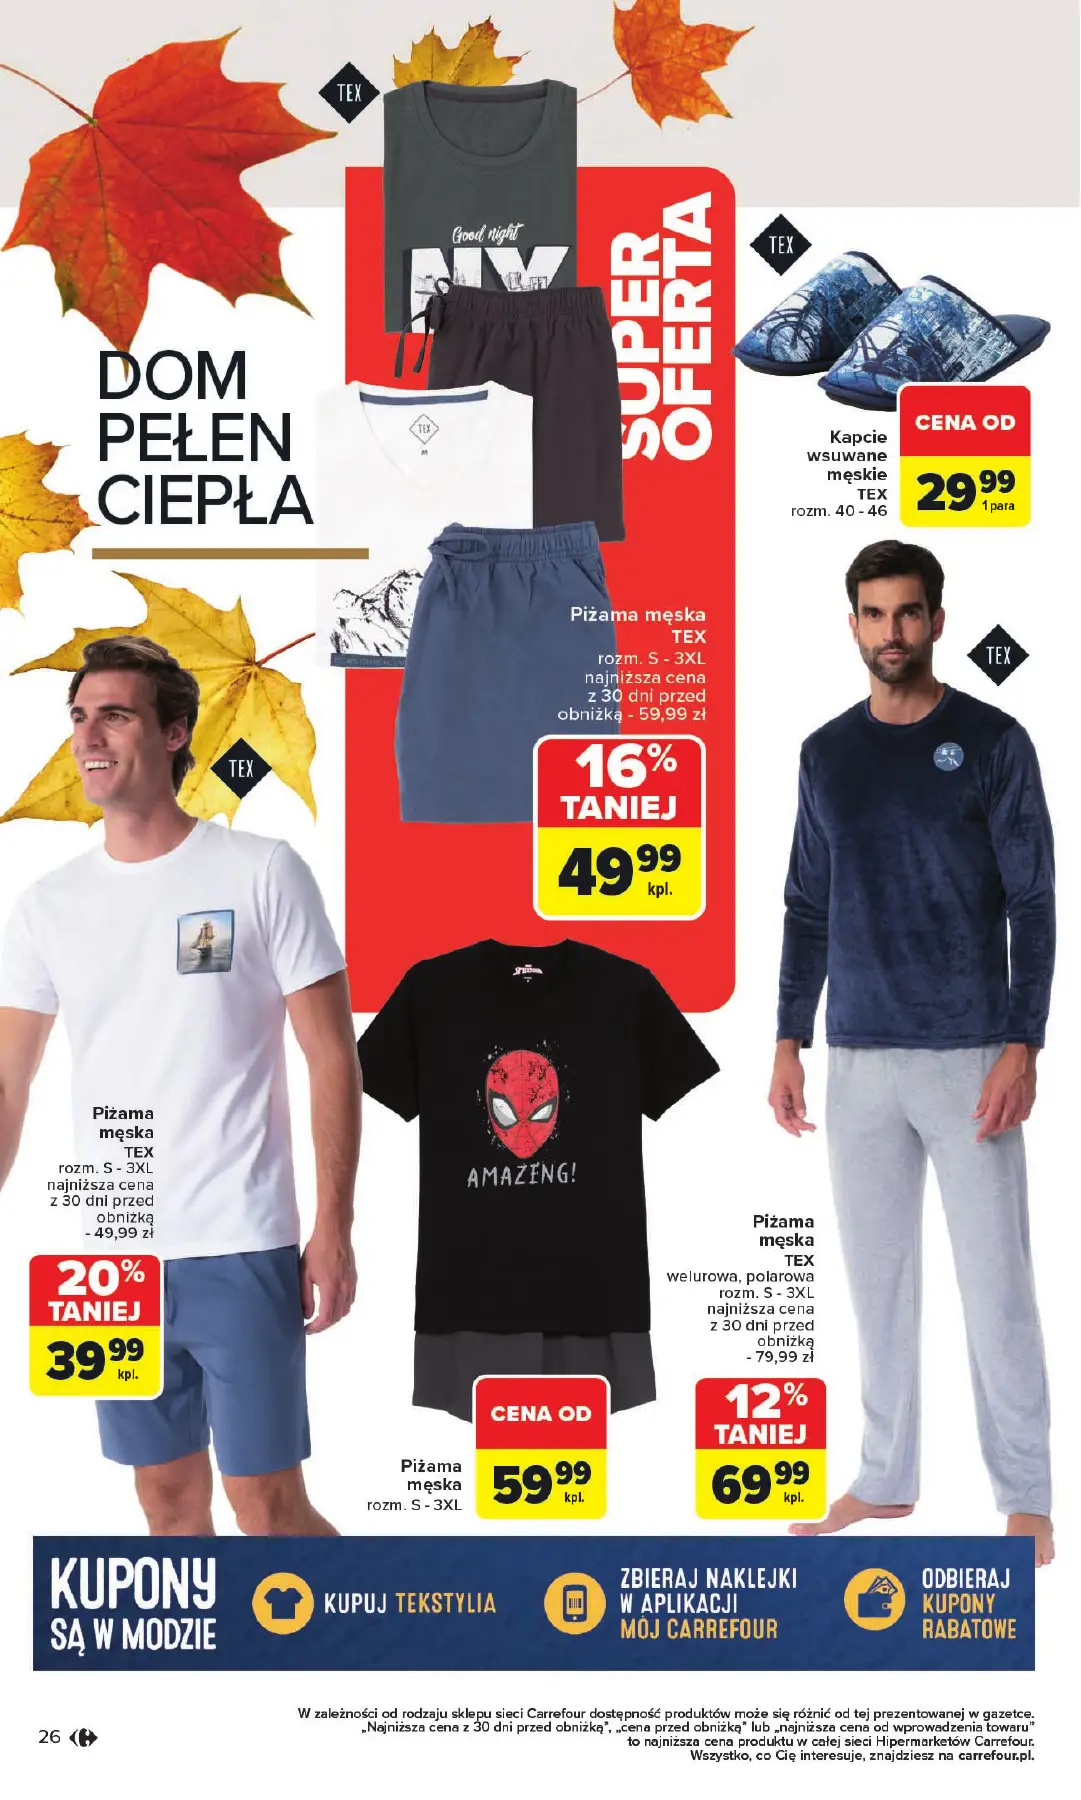 TEX
Good night
NY
SUPER
OFERTA
TEX
DOM
PEŁEN
CIEPŁA
TEX
M
CENA OD
29 99
1 para
Kapcie
wsuwane
męskie
TEX
rozm. 40 - 46
Piżama męska
TEX
rozm. S - 3XL
najniższa cena
z 30 dni przed
obniżką - 59,99 zł
16%
TANIEJ
49 99
kpl.
TEX
TEX
Piżama
męska
TEX
rozm. S - 3XL
najniższa cena
z 30 dni przed
obniżką
- 49,99 zł
20%
TANIEJ
39 99
kpl.
AMAZING!
Piżama
męska
rozm. S - 3XL
CENA OD
59 99
kpl.
Piżama
męska
TEX
welurowa, polarowa
rozm. S - 3XL
najniższa cena
z 30 dni przed
obniżką
- 79,99 zł
12%
TANIEJ
69 99
kpl.
KUPONY
SĄ W MODZIE
KUPUJ TEKSTYLIA
ZBIERAJ NAKLEJKI
W APLIKACJI
MÓJ CARREFOUR
ODBIERAJ
KUPONY
RABATOWE
W zależności od rodzaju sklepu sieci Carrefour dostępność produktów może się różnić od tej prezentowanej w gazetce.
„Najniższa cena z 30 dni przed obniżką”, „cena przed obniżką” lub „najniższa cena od wprowadzenia towaru”
to najniższa cena produktu w całej sieci Hipermarketów Carrefour.
Wszystko, co Cię interesuje, znajdziesz na carrefour.pl.
26